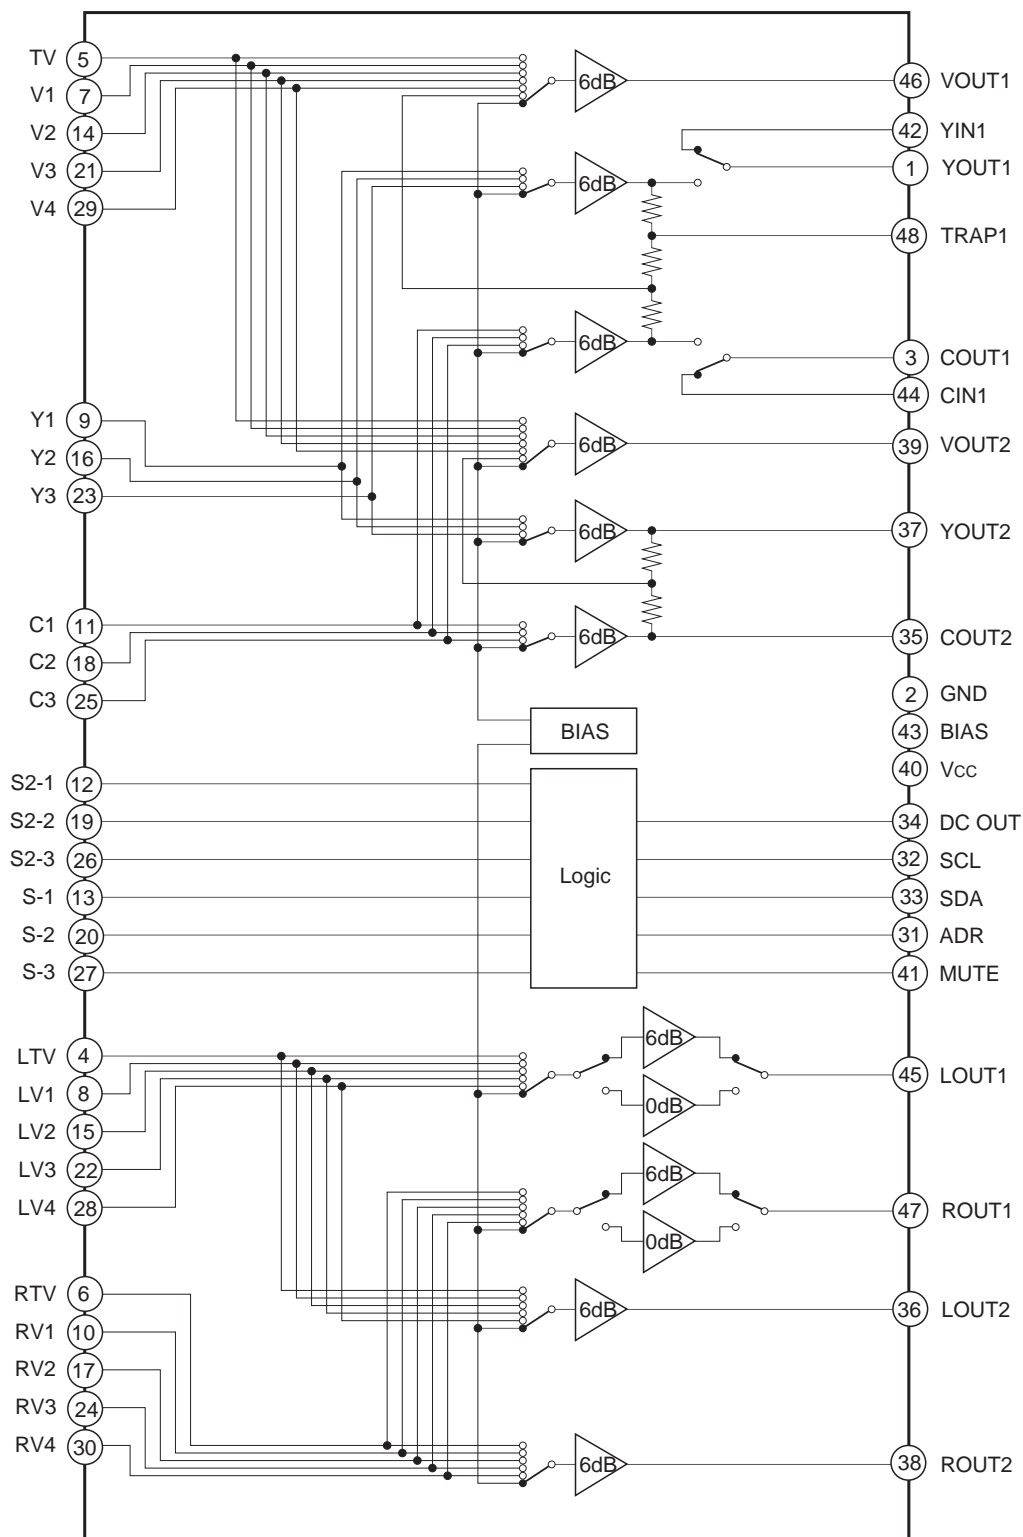 TV 5 6dB 46 VOUT1
V1 7
V2 14 42 YIN1
V3 21 6dB 1 YOUT1
V4 29
48 TRAP1
6dB 3 COUT1
44 CIN1
Y1 9 6dB 39 VOUT2
Y2 16
Y3 23
6dB 37 YOUT2
C1 11 6dB 35 COUT2
C2 18
C3 25 2 GND
BIAS 43 BIAS
40 VCC
S2-1 12
S2-2 19 34 DC OUT
S2-3 26 32 SCL
Logic
S-1 13 33 SDA
S-2 20 31 ADR
S-3 27 41 MUTE
6dB
LTV 4 45 LOUT1
LV1 8 0dB
LV2 15
LV3 22 6dB
LV4 28 47 ROUT1
0dB
RTV 6 6dB 36 LOUT2
RV1 10
RV2 17
RV3 24
RV4 30 6dB 38 ROUT2